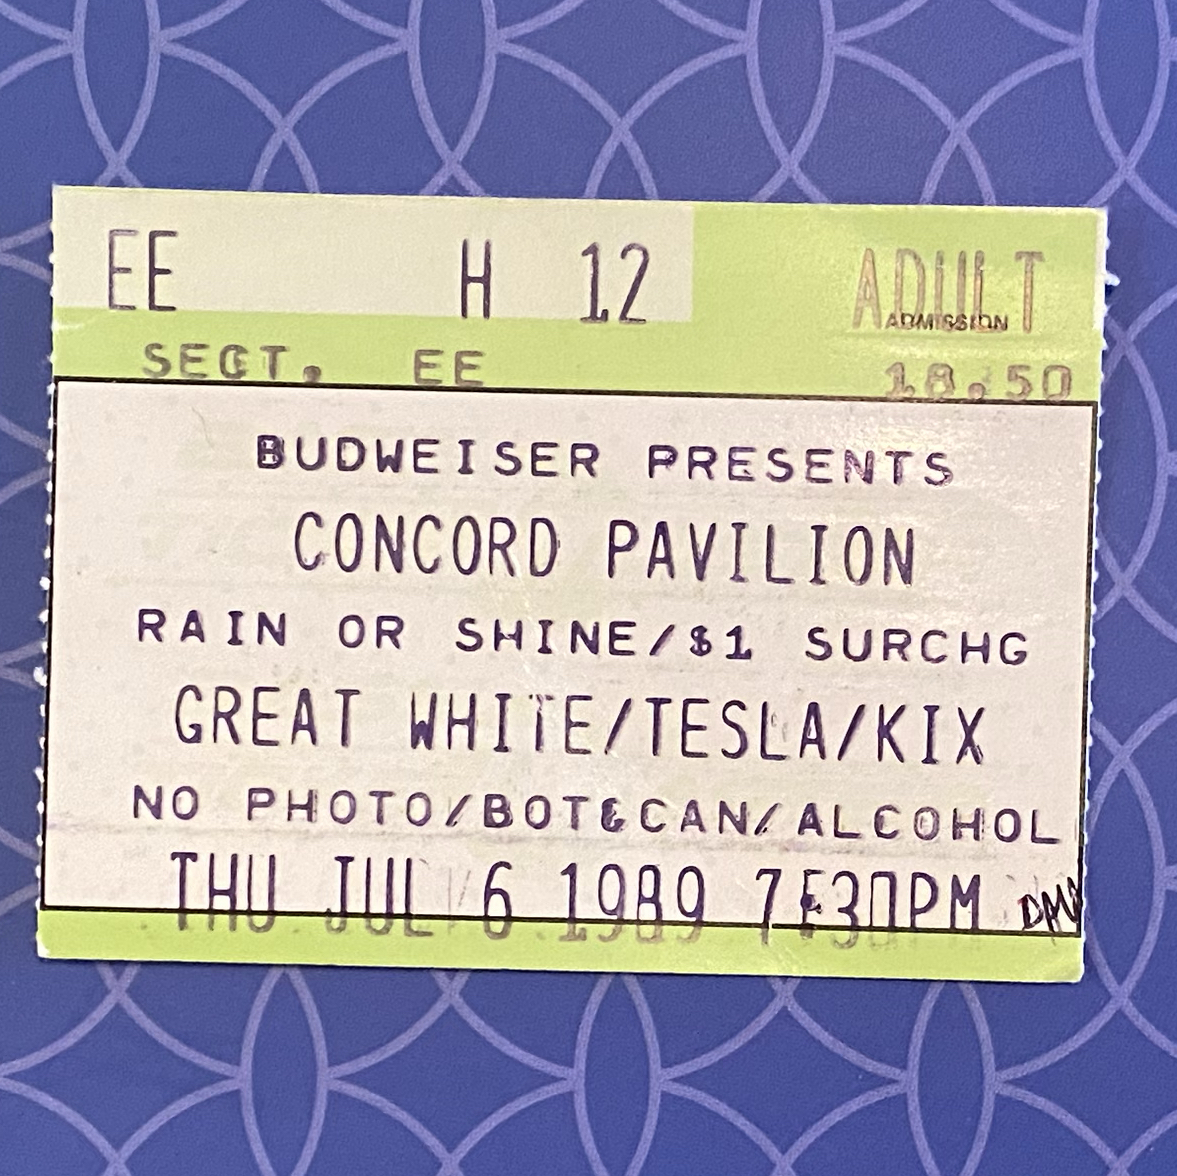 EE H 12 ADULT
ADMISSION
SECT. EE 18.50
BUDWEISER PRESENTS
CONCORD PAVILION
RAIN OR SHINE/$1 SURCHG
GREAT WHITE/TESLA/KIX
NO PHOTO/BOT&CAN/ALCOHOL
THU JUL 6 1989 7:30PM